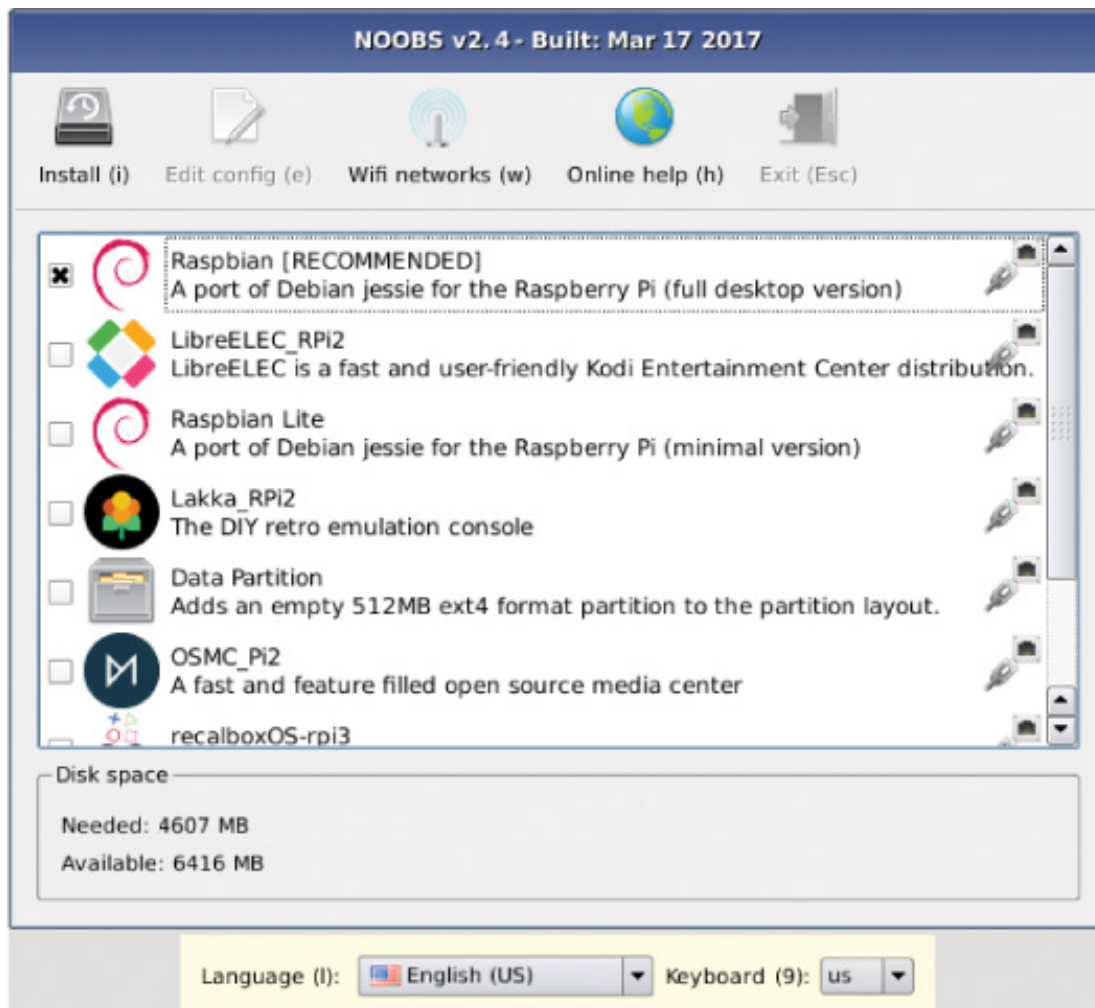 NOOBS v2.4 - Built: Mar 17 2017
Install (i) Edit config (e) Wifi networks (w) Online help (h) Exit (Esc)
Raspbian [RECOMMENDED]
A port of Debian jessie for the Raspberry Pi (full desktop version)
LibreELEC_RPi2
LibreELEC is a fast and user-friendly Kodi Entertainment Center distribution.
Raspbian Lite
A port of Debian jessie for the Raspberry Pi (minimal version)
Lakka_RPi2
The DIY retro emulation console
Data Partition
Adds an empty 512MB ext4 format partition to the partition layout.
OSMC_Pi2
A fast and feature filled open source media center
recalboxOS-rpi3
Disk space
Needed: 4607 MB
Available: 6416 MB
Language (l): English (US) Keyboard (9): us